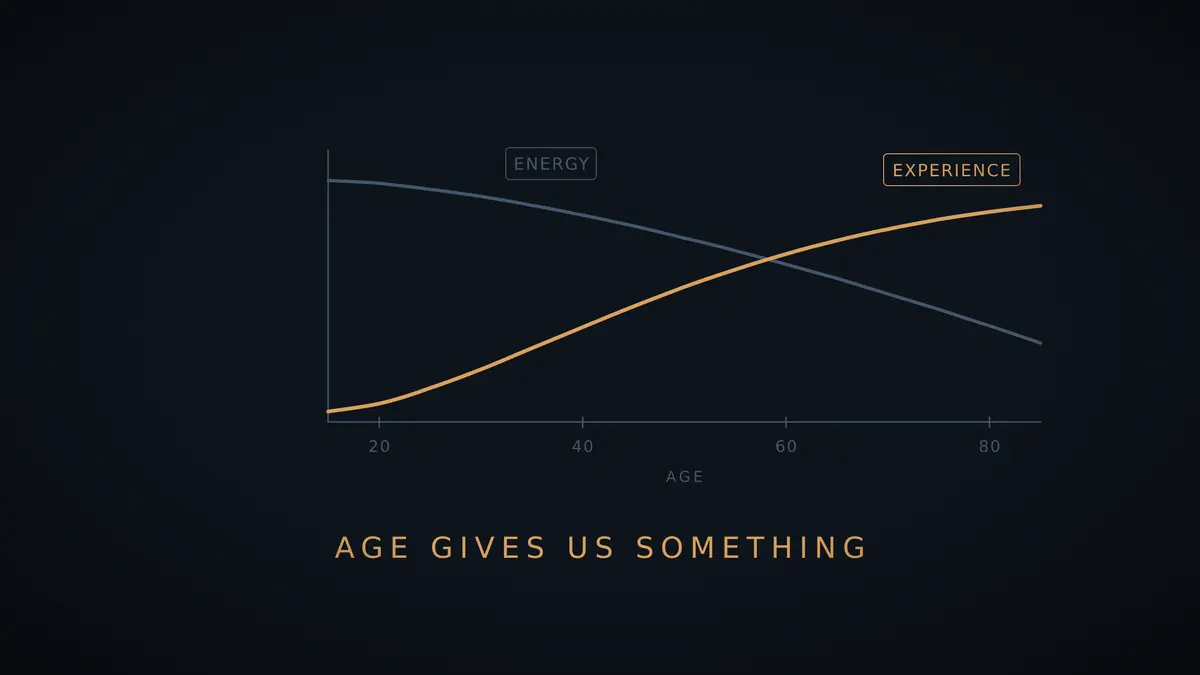 ENERGY
EXPERIENCE
20 40 60 80
AGE
AGE GIVES US SOMETHING